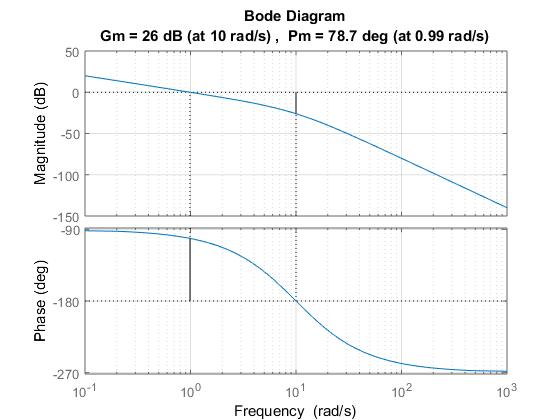 Bode Diagram
Gm = 26 dB (at 10 rad/s) , Pm = 78.7 deg (at 0.99 rad/s)
50
0
-50
-100
-150
Magnitude (dB)
-90
-180
-270
Phase (deg)
10^-1 10^0 10^1 10^2 10^3
Frequency (rad/s)